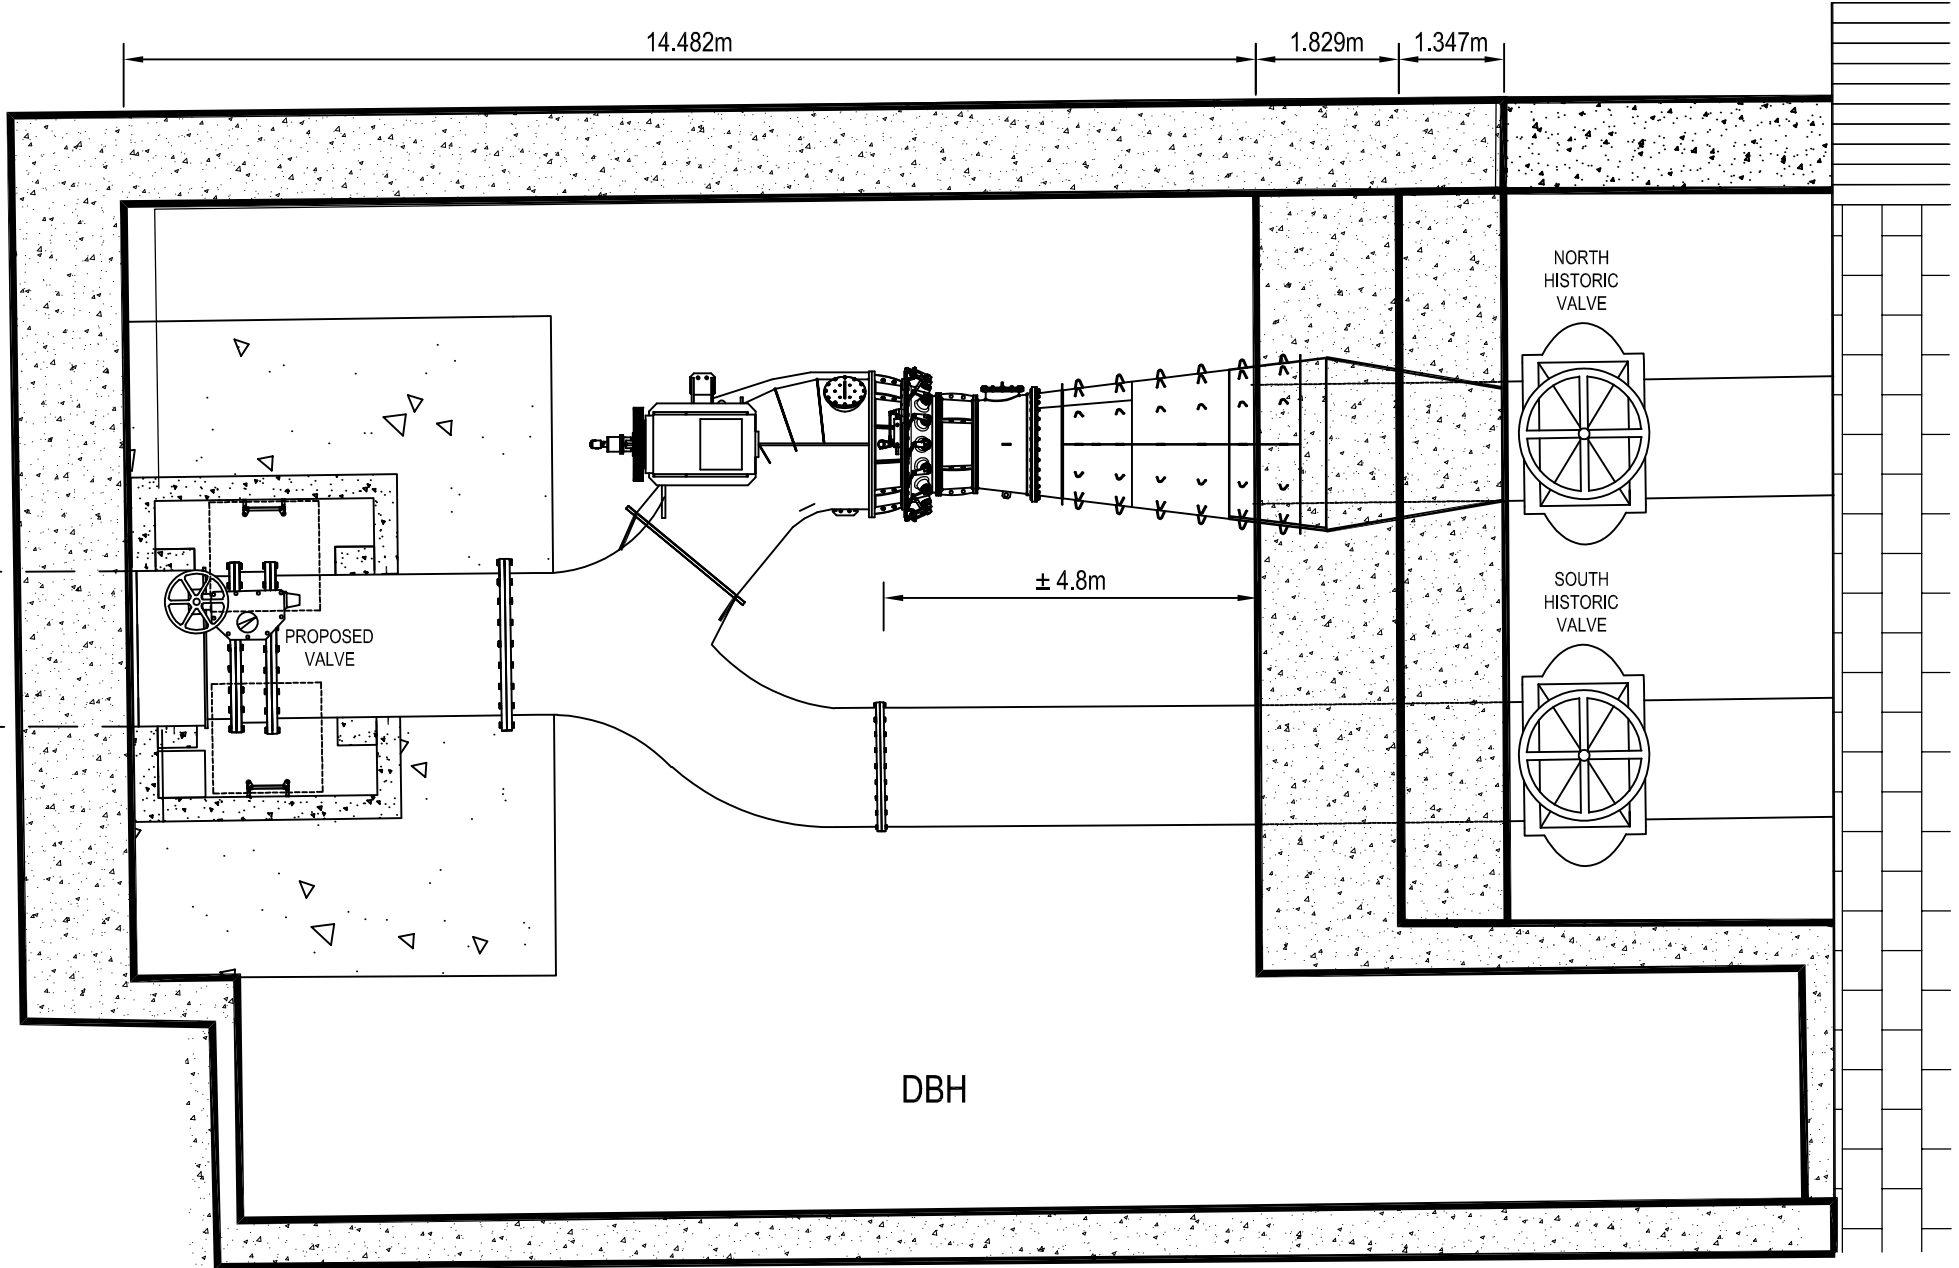 14.482m
1.829m
1.347m
NORTH
HISTORIC
VALVE
± 4.8m
SOUTH
HISTORIC
VALVE
PROPOSED
VALVE
DBH